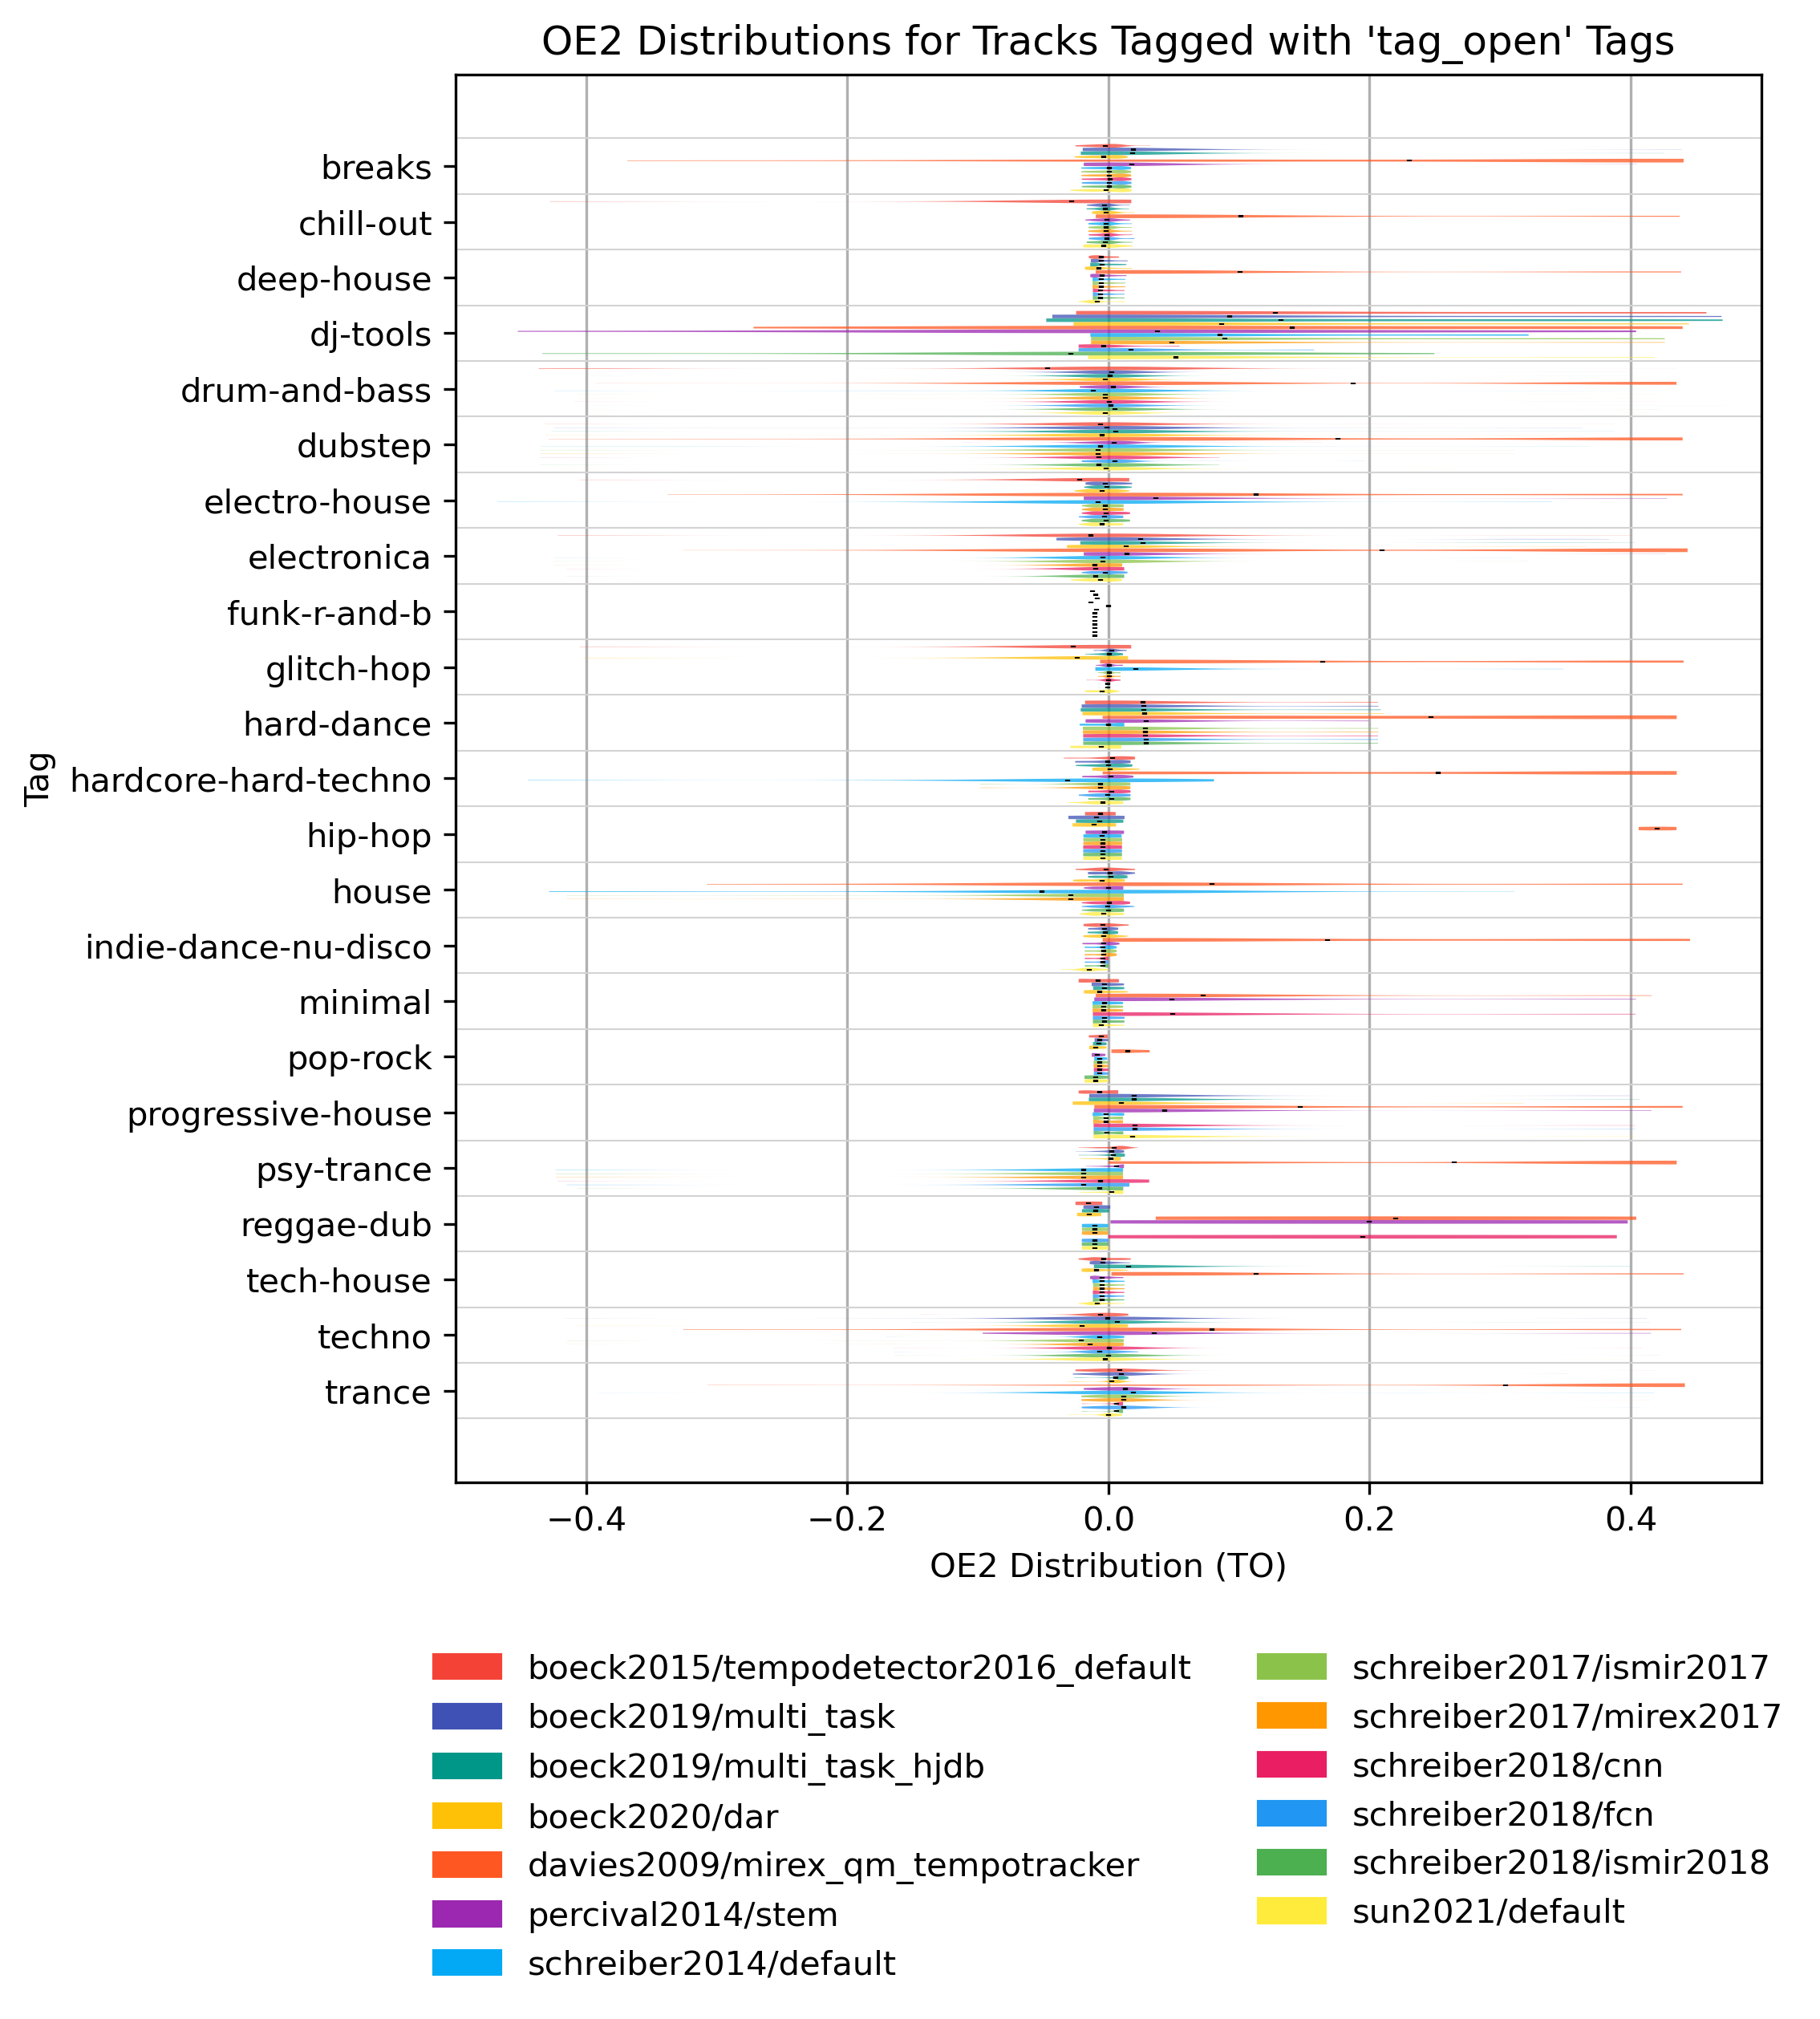 OE2 Distributions for Tracks Tagged with 'tag_open' Tags
breaks
chill-out
deep-house
dj-tools
drum-and-bass
dubstep
electro-house
electronica
funk-r-and-b
glitch-hop
hard-dance
hardcore-hard-techno
hip-hop
house
indie-dance-nu-disco
minimal
pop-rock
progressive-house
psy-trance
reggae-dub
tech-house
techno
trance
Tag
−0.4 −0.2 0.0 0.2 0.4
OE2 Distribution (TO)
boeck2015/tempodetector2016_default
boeck2019/multi_task
boeck2019/multi_task_hjdb
boeck2020/dar
davies2009/mirex_qm_tempotracker
percival2014/stem
schreiber2014/default
schreiber2017/ismir2017
schreiber2017/mirex2017
schreiber2018/cnn
schreiber2018/fcn
schreiber2018/ismir2018
sun2021/default